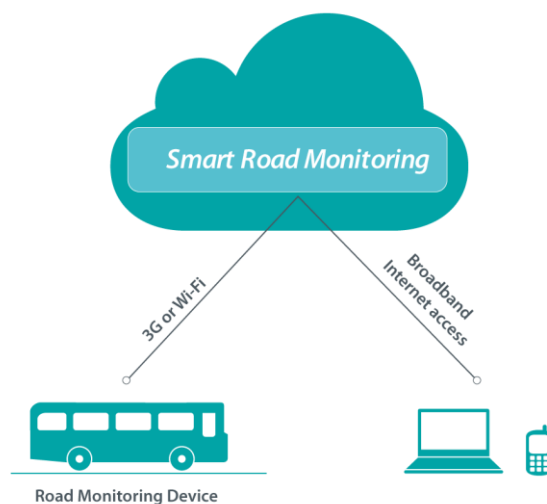 Smart Road Monitoring
3G or Wi-Fi
Broadband
Internet access
Road Monitoring Device